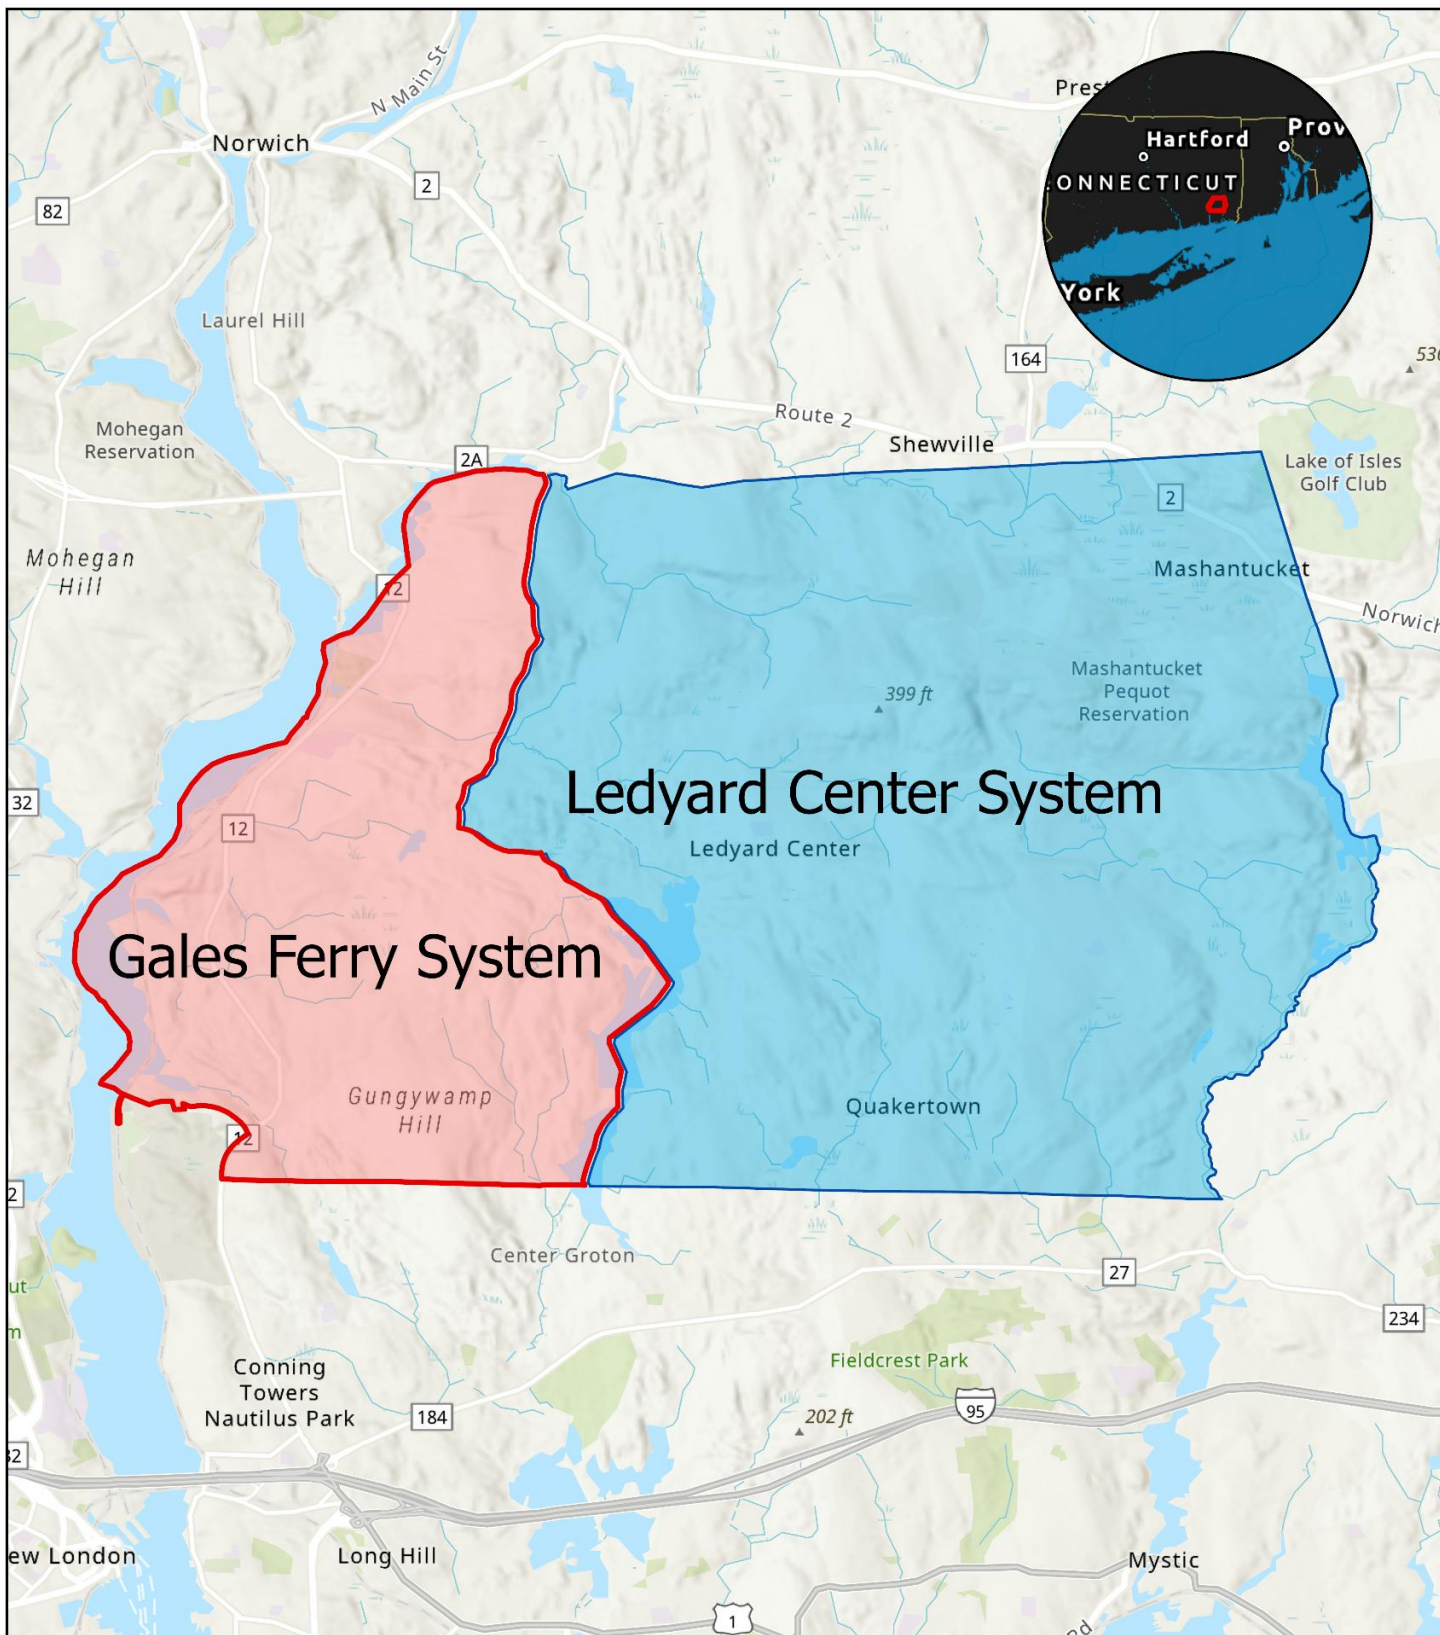 N Main St
Norwich
2
82
Pres
Hartford
Prov
ONNECTICUT
York
Laurel Hill
164
536
Route 2
Mohegan
Reservation
Shewville
2A
Lake of Isles
Golf Club
2
Mohegan
Hill
Mashantucket
12
Norwich
Mashantucket
Pequot
Reservation
399 ft
Ledyard Center System
32
12
Ledyard Center
Gales Ferry System
Gungywamp
Hill
Quakertown
12
2
Center Groton
27
ut
234
m
Fieldcrest Park
Conning
Towers
Nautilus Park
184
95
202 ft
32
ew London
Long Hill
Mystic
1
Rd